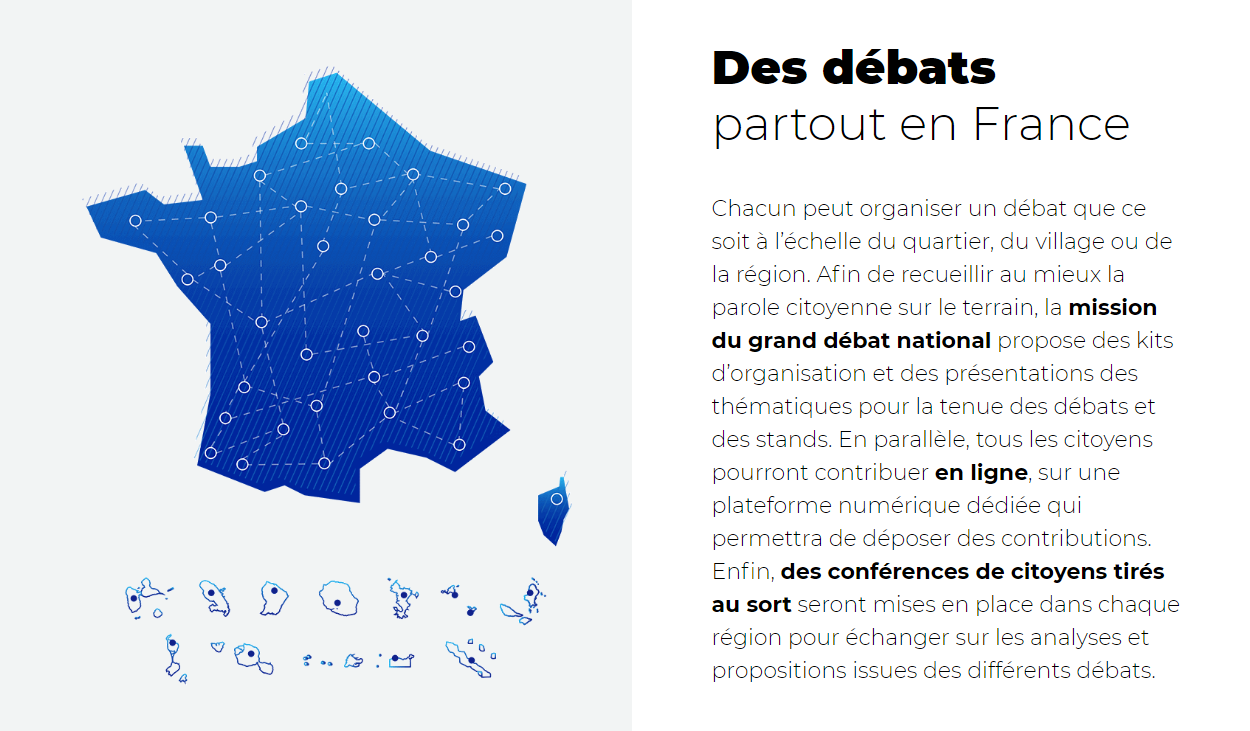 Des débats
partout en France
Chacun peut organiser un débat que ce
soit à l’échelle du quartier, du village ou de
la région. Afin de recueillir au mieux la
parole citoyenne sur le terrain, la mission
du grand débat national propose des kits
d’organisation et des présentations des
thématiques pour la tenue des débats et
des stands. En parallèle, tous les citoyens
pourront contribuer en ligne, sur une
plateforme numérique dédiée qui
permettra de déposer des contributions.
Enfin, des conférences de citoyens tirés
au sort seront mises en place dans chaque
région pour échanger sur les analyses et
propositions issues des différents débats.